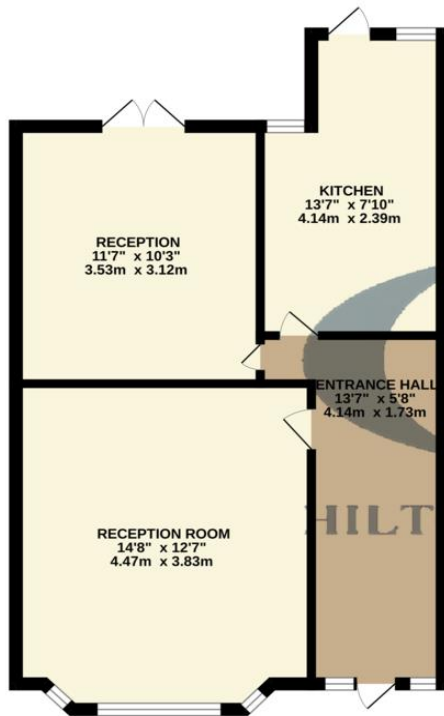 KITCHEN
13'7" x 7'10"
4.14m x 2.39m
RECEPTION
11'7" x 10'3"
3.53m x 3.12m
ENTRANCE HALL
13'7" x 5'8"
4.14m x 1.73m
HILT
RECEPTION ROOM
14'8" x 12'7"
4.47m x 3.83m